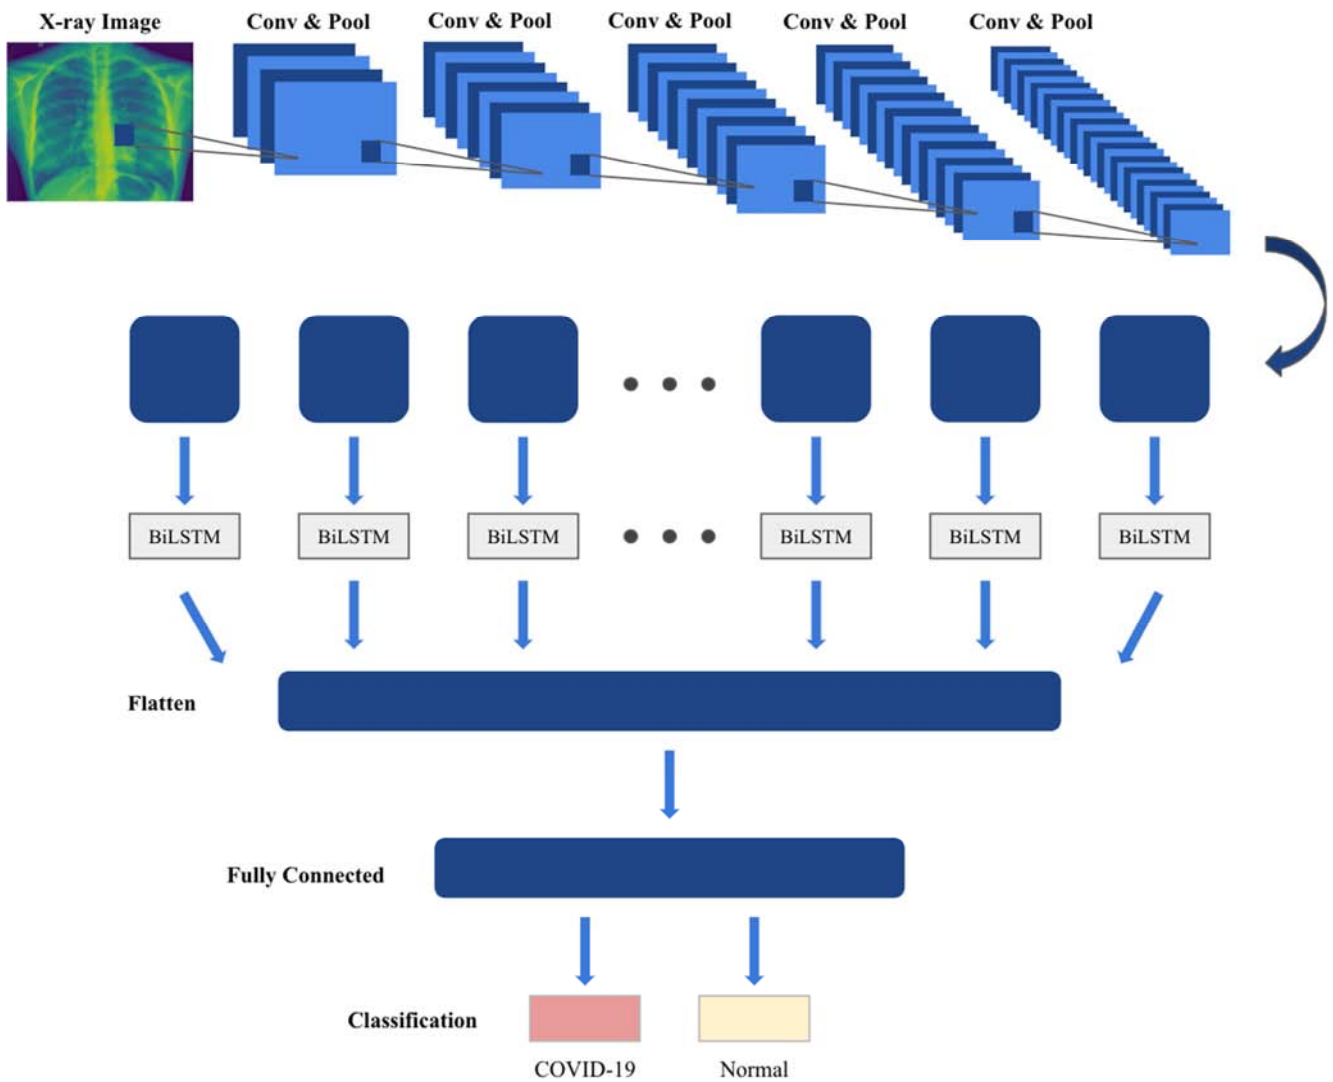 X-ray Image
Conv & Pool
Conv & Pool
Conv & Pool
Conv & Pool
Conv & Pool
BiLSTM
BiLSTM
BiLSTM
BiLSTM
BiLSTM
BiLSTM
Flatten
Fully Connected
Classification
COVID-19
Normal